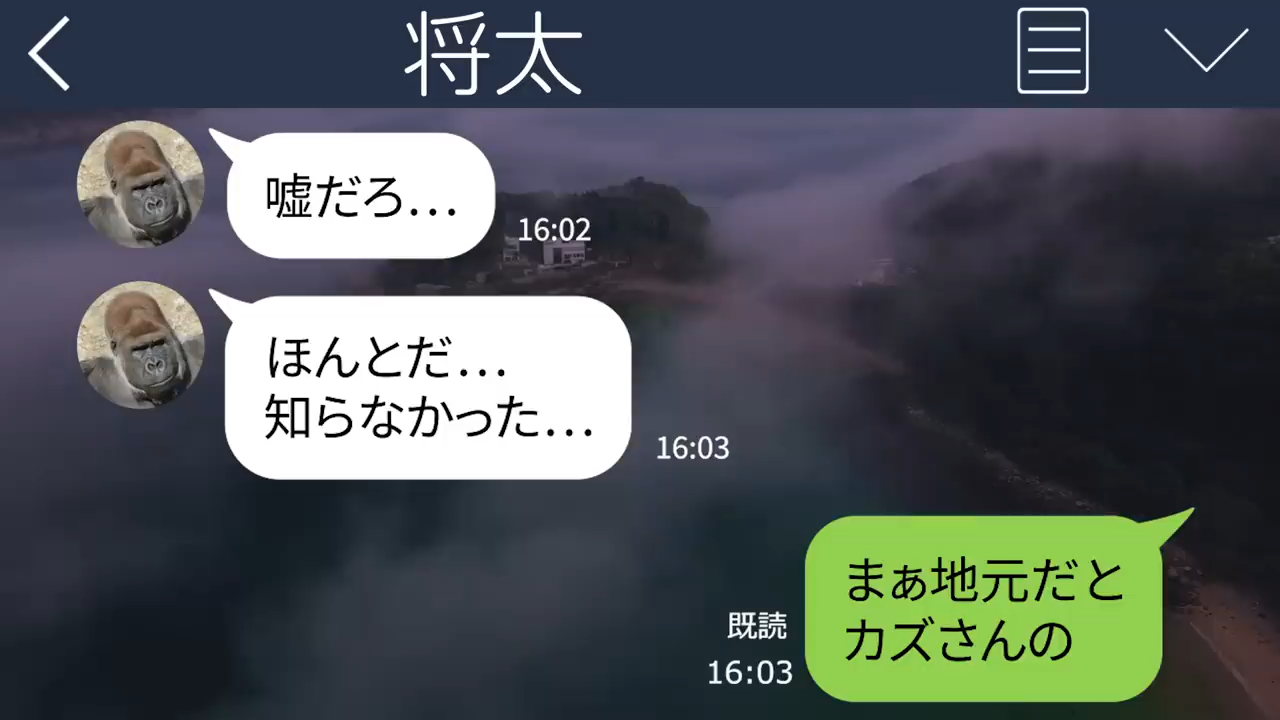 将太
嘘だろ...
16:02
ほんとだ...
知らなかった...
16:03
まぁ地元だと
カズさんの
既読
16:03